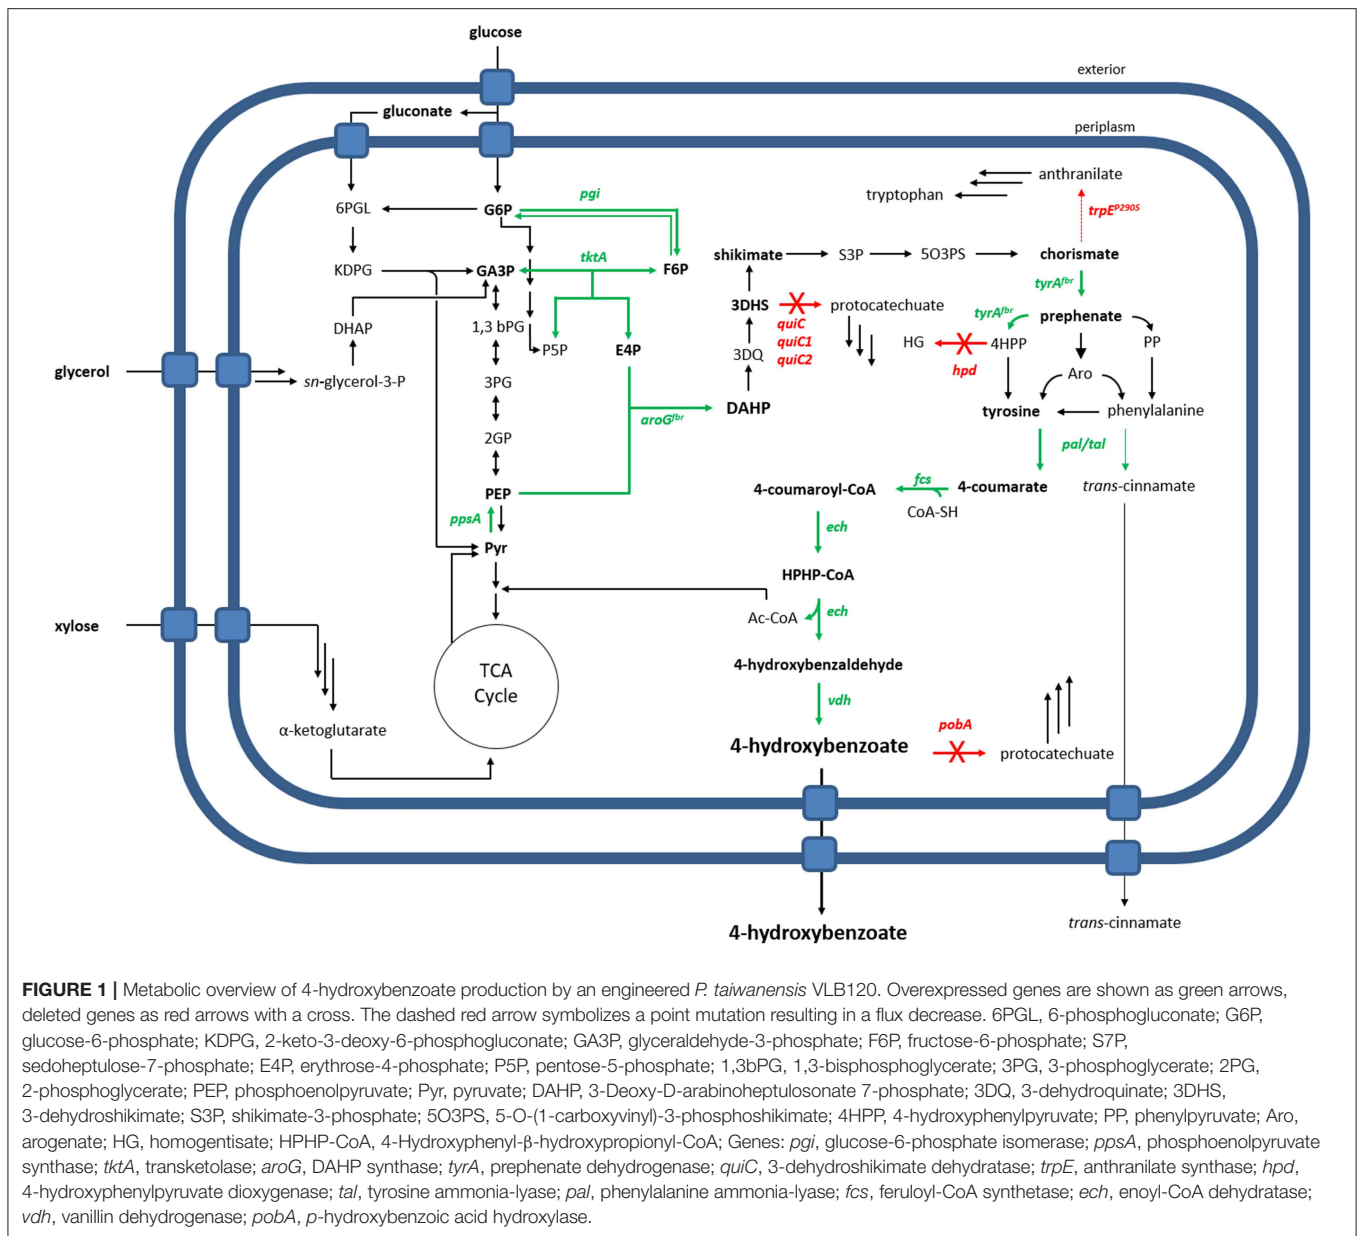 glucose
exterior
gluconate
periplasm
anthranilate
tryptophan
trpE^P290S
6PGL
G6P
pgi
shikimate
S3P
5O3PS
chorismate
KDPG
GA3P
tktA
F6P
tyrA^fbr
3DHS
protocatechuate
quiC
quiC1
quiC2
tyrA^fbr
prephenate
DHAP
1,3 bPG
P5P
E4P
3DQ
HG
4HPP
PP
hpd
Aro
glycerol
sn-glycerol-3-P
3PG
DAHP
tyrosine
phenylalanine
aroG^fbr
2GP
pal/tal
PEP
4-coumaroyl-CoA
fcs
4-coumarate
trans-cinnamate
CoA-SH
ppsA
ech
Pyr
HPHP-CoA
xylose
Ac-CoA
ech
TCA
Cycle
4-hydroxybenzaldehyde
vdh
α-ketoglutarate
4-hydroxybenzoate
pobA
protocatechuate
4-hydroxybenzoate
trans-cinnamate
FIGURE 1 | Metabolic overview of 4-hydroxybenzoate production by an engineered P. taiwanensis VLB120. Overexpressed genes are shown as green arrows,
deleted genes as red arrows with a cross. The dashed red arrow symbolizes a point mutation resulting in a flux decrease. 6PGL, 6-phosphogluconate; G6P,
glucose-6-phosphate; KDPG, 2-keto-3-deoxy-6-phosphogluconate; GA3P, glyceraldehyde-3-phosphate; F6P, fructose-6-phosphate; S7P,
sedoheptulose-7-phosphate; E4P, erythrose-4-phosphate; P5P, pentose-5-phosphate; 1,3bPG, 1,3-bisphosphoglycerate; 3PG, 3-phosphoglycerate; 2PG,
2-phosphoglycerate; PEP, phosphoenolpyruvate; Pyr, pyruvate; DAHP, 3-Deoxy-D-arabinoheptulosonate 7-phosphate; 3DQ, 3-dehydroquinate; 3DHS,
3-dehydroshikimate; S3P, shikimate-3-phosphate; 5O3PS, 5-O-(1-carboxyvinyl)-3-phosphoshikimate; 4HPP, 4-hydroxyphenylpyruvate; PP, phenylpyruvate; Aro,
arogenate; HG, homogentisate; HPHP-CoA, 4-Hydroxyphenyl-β-hydroxypropionyl-CoA; Genes: pgi, glucose-6-phosphate isomerase; ppsA, phosphoenolpyruvate
synthase; tktA, transketolase; aroG, DAHP synthase; tyrA, prephenate dehydrogenase; quiC, 3-dehydroshikimate dehydratase; trpE, anthranilate synthase; hpd,
4-hydroxyphenylpyruvate dioxygenase; tal, tyrosine ammonia-lyase; pal, phenylalanine ammonia-lyase; fcs, feruloyl-CoA synthetase; ech, enoyl-CoA dehydratase;
vdh, vanillin dehydrogenase; pobA, p-hydroxybenzoic acid hydroxylase.